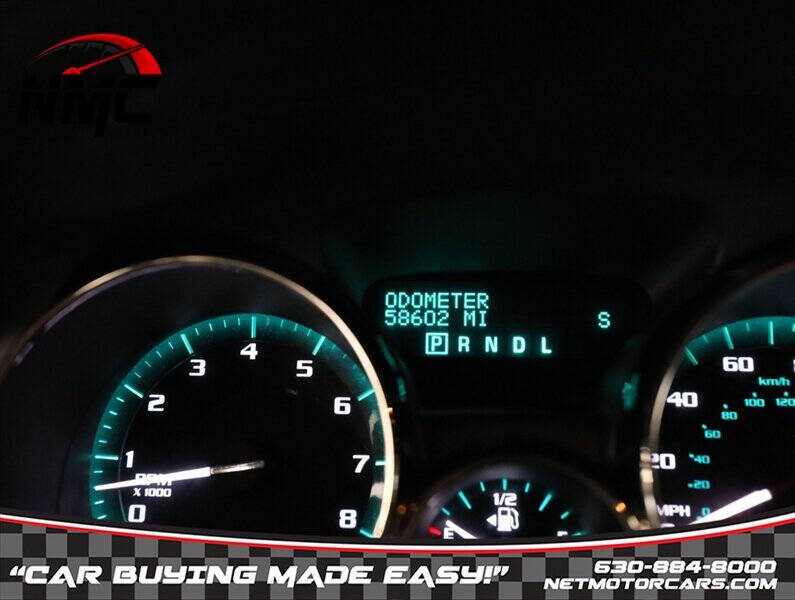 NMC
ODOMETER
58602 MI
S
P R N D L
0
1
2
3
4
5
6
7
8
RPM
X 1000
1/2
E
20
40
60
km/h
0
20
40
60
80
100
120
MPH
"CAR BUYING MADE EASY!"
630-884-8000
NETMOTORCARS.COM